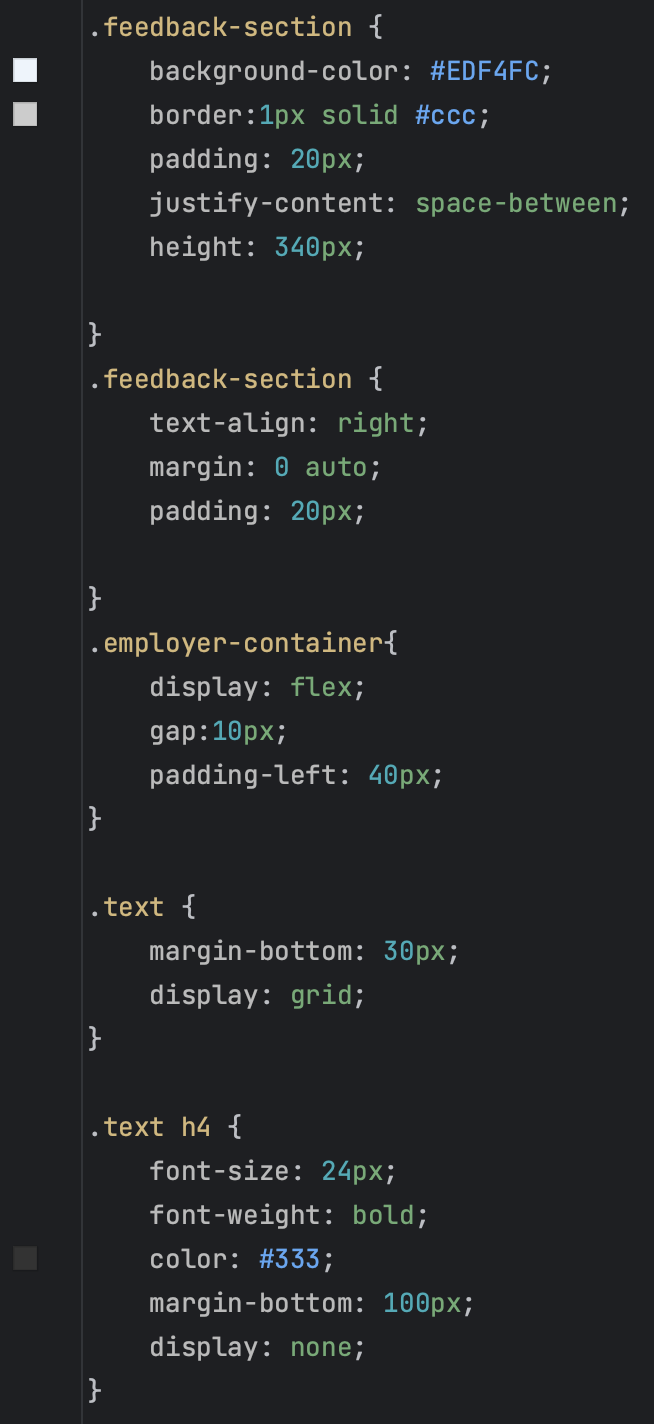 .feedback-section {
    background-color: #EDF4FC;
    border:1px solid #ccc;
    padding: 20px;
    justify-content: space-between;
    height: 340px;

}
.feedback-section {
    text-align: right;
    margin: 0 auto;
    padding: 20px;

}
.employer-container{
    display: flex;
    gap:10px;
    padding-left: 40px;
}

.text {
    margin-bottom: 30px;
    display: grid;
}

.text h4 {
    font-size: 24px;
    font-weight: bold;
    color: #333;
    margin-bottom: 100px;
    display: none;
}